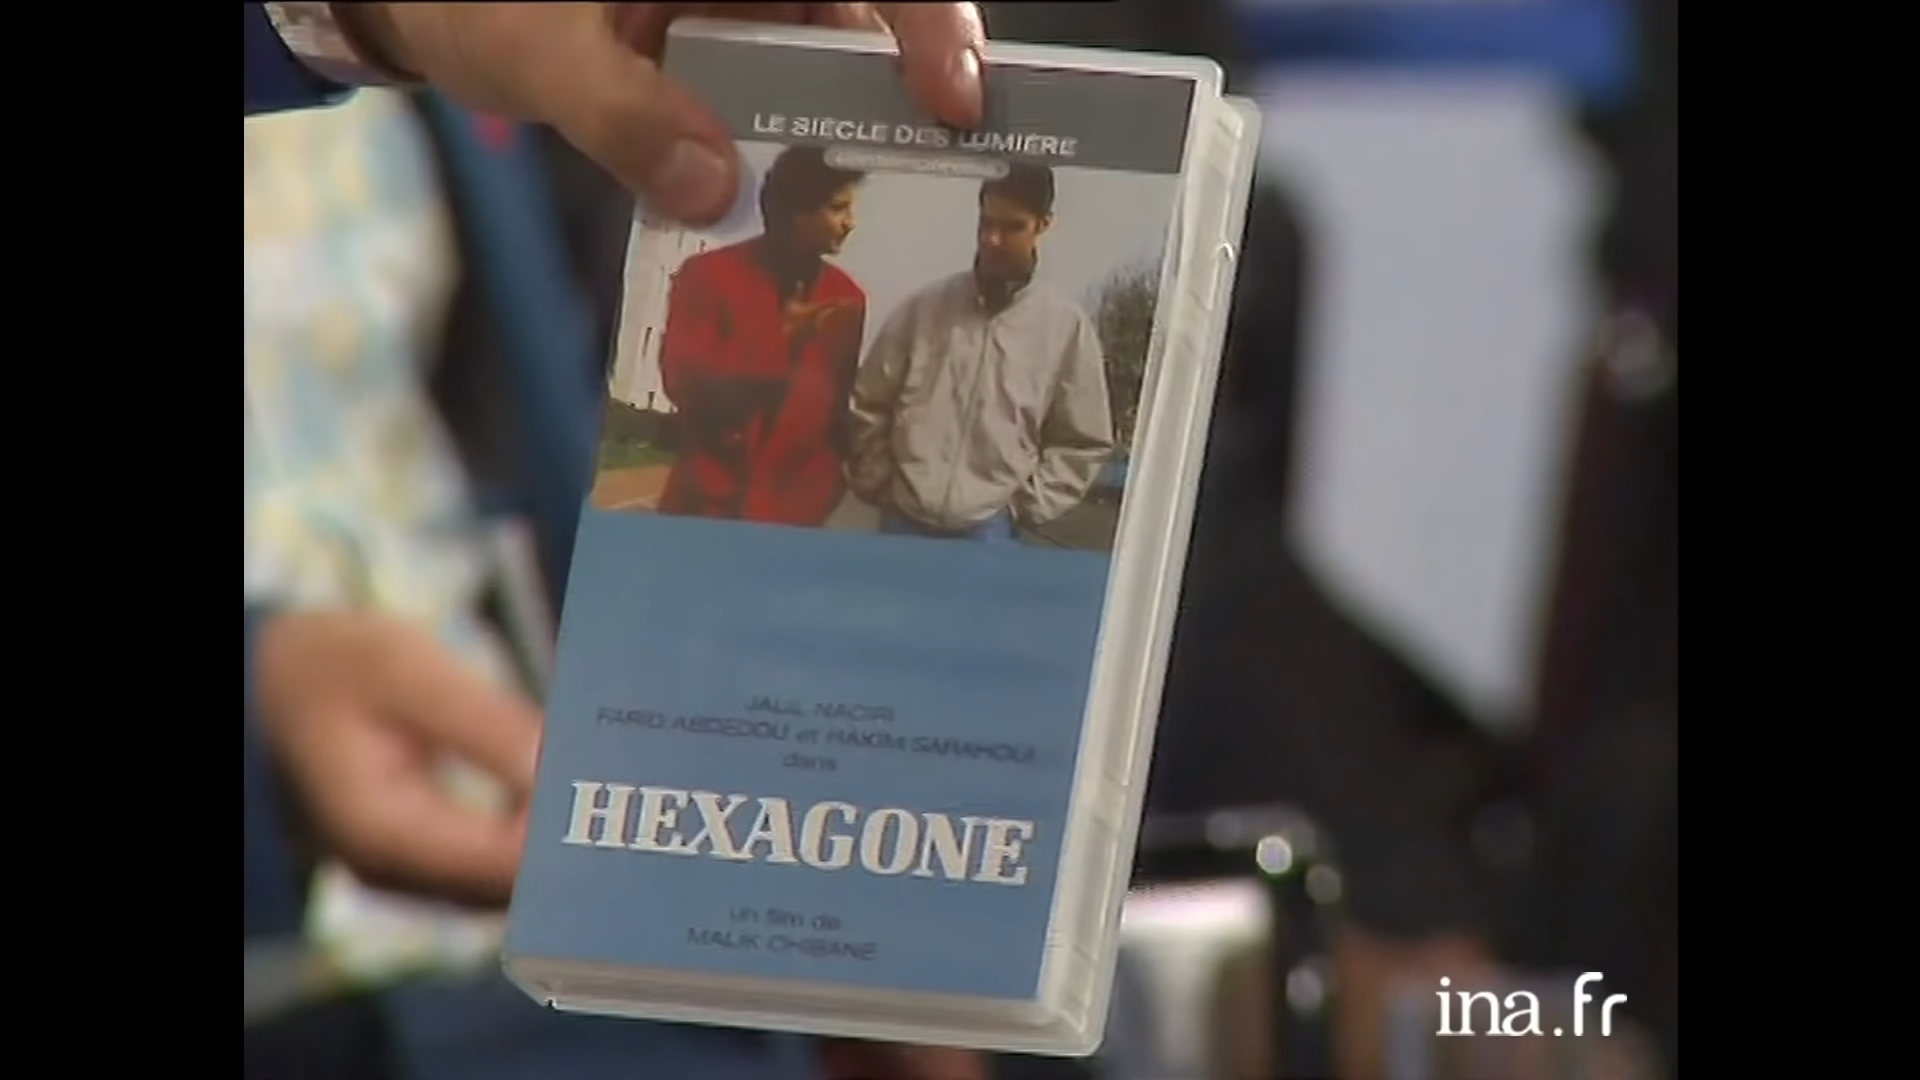 LE SIÈCLE DES LUMIÈRE
JALIL NACIRI
FARID ABDEDOU et HAKIM SARAHOUI...
dans
HEXAGONE
un film de
MALIK CHIBANE
ina.fr